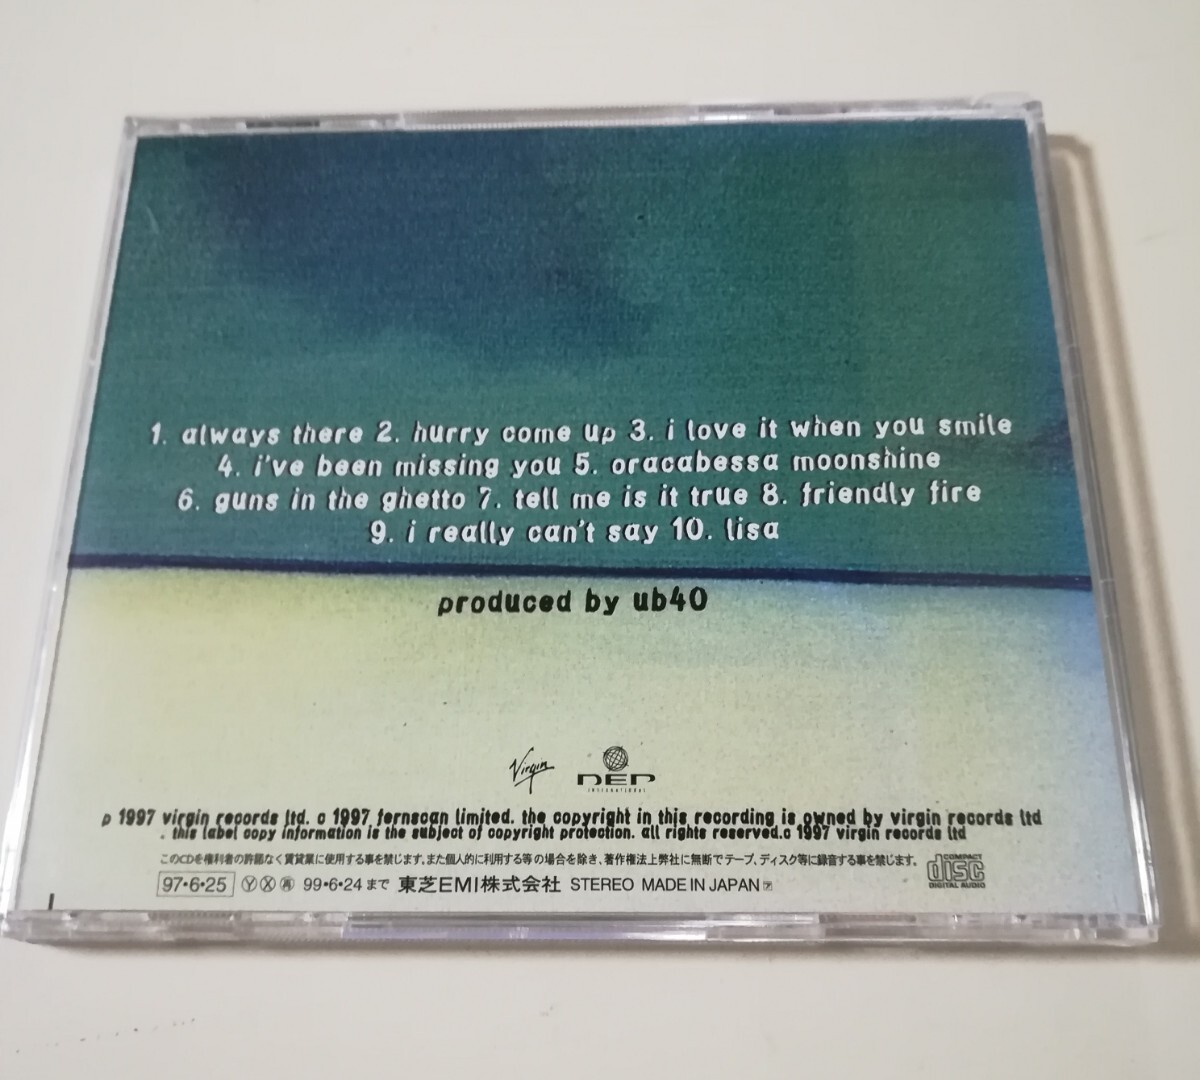 1. always there 2. hurry come up 3. i love it when you smile
4. i've been missing you 5. oracabessa moonshine
6. guns in the ghetto 7. tell me is it true 8. friendly fire
9. i really can't say 10. lisa
produced by ub40
Virgin
DEP
INTERNATIONAL
p 1997 virgin records ltd. c 1997 fernscan limited. the copyright in this recording is owned by virgin records ltd
. this label copy information is the subject of copyright protection. all rights reserved.c 1997 virgin records ltd
このCDを権利者の許諾なく賃貸業に使用する事を禁じます。また個人的に利用する等の場合を除き、著作権法上弊社に無断でテープ、ディスク等に録音する事を禁じます。
97・6・25 Ⓨ Ⓧ 再 99・6・24まで 東芝EMI株式会社 STEREO MADE IN JAPAN
COMPACT
disc
DIGITAL AUDIO